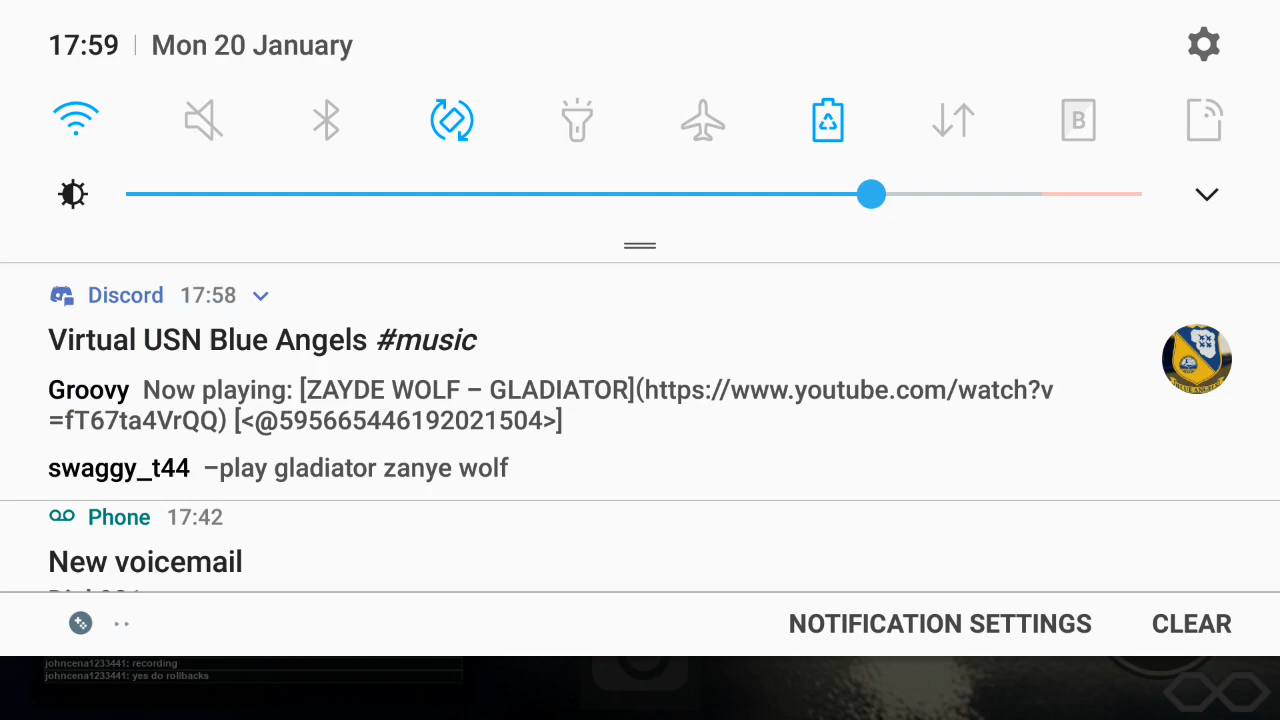 17:59 | Mon 20 January
B
Discord 17:58
Virtual USN Blue Angels #music
Groovy Now playing: [ZAYDE WOLF – GLADIATOR](https://www.youtube.com/watch?v
=fT67ta4VrQQ) [<@595665446192021504>]
swaggy_t44 –play gladiator zanye wolf
Phone 17:42
New voicemail
NOTIFICATION SETTINGS CLEAR
johncena1233441: recording
johncena1233441: yes do rollbacks